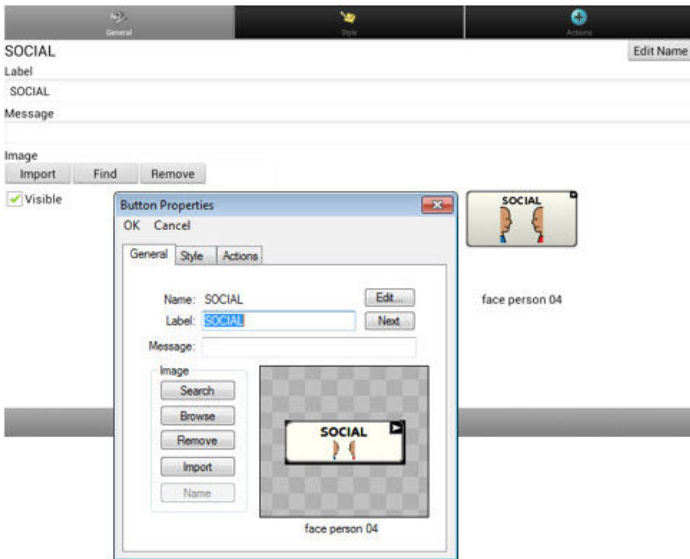 General Style Actions
SOCIAL Edit Name
Label
SOCIAL
Message
Image
Import Find Remove
Visible
SOCIAL
face person 04
Button Properties
OK Cancel
General Style Actions
Name: SOCIAL Edit...
Label: SOCIAL Next
Message:
Image
Search
Browse
Remove
Import
Name
SOCIAL
face person 04